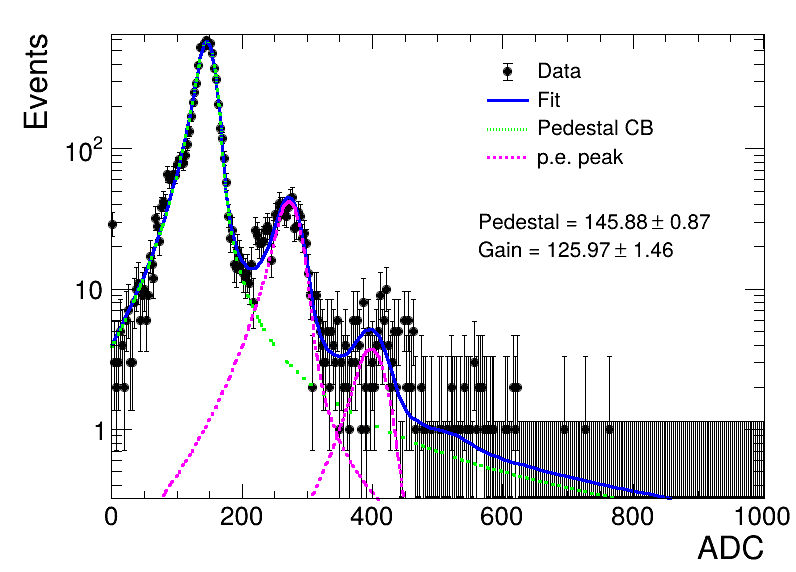 Events
Data
Fit
Pedestal CB
p.e. peak
Pedestal = 145.88 ± 0.87
Gain = 125.97 ± 1.46
10²
10
1
0 200 400 600 800 1000
ADC